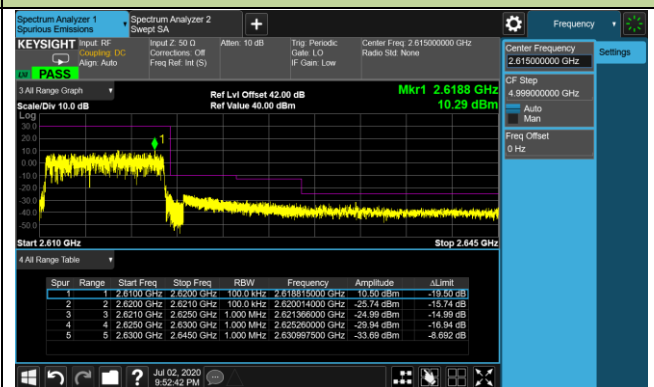 Spectrum Analyzer 1
Spurious Emissions
Spectrum Analyzer 2
Swept SA
+
Frequency
KEYSIGHT
Input: RF
Coupling: DC
Align: Auto
Input Z: 50 Ω
Corrections: Off
Freq Ref: Int (S)
Atten: 10 dB
Trig: Periodic
Gate: LO
IF Gain: Low
Center Freq: 2.615000000 GHz
Radio Std: None
PASS
Center Frequency
2.615000000 GHz
Settings
CF Step
4.999000000 GHz
Auto
Man
Freq Offset
0 Hz
3 All Range Graph
Scale/Div 10.0 dB
Ref Lvl Offset 42.00 dB
Ref Value 40.00 dBm
Mkr1 2.6188 GHz
10.29 dBm
Log
30.0
20.0
10.0
0.00
-10.0
-20.0
-30.0
-40.0
-50.0
1
Start 2.610 GHz
Stop 2.645 GHz
4 All Range Table
Spur Range Start Freq Stop Freq RBW Frequency Amplitude ΔLimit
1 1 2.6100 GHz 2.6200 GHz 100.0 kHz 2.618815000 GHz 10.50 dBm -19.50 dB
2 2 2.6200 GHz 2.6210 GHz 100.0 kHz 2.620014000 GHz -25.74 dBm -15.74 dB
3 3 2.6210 GHz 2.6250 GHz 1.000 MHz 2.621366000 GHz -24.99 dBm -14.99 dB
4 4 2.6250 GHz 2.6300 GHz 1.000 MHz 2.625260000 GHz -29.94 dBm -16.94 dB
5 5 2.6300 GHz 2.6450 GHz 1.000 MHz 2.630997500 GHz -33.69 dBm -8.692 dB
?
Jul 02, 2020
9:52:42 PM